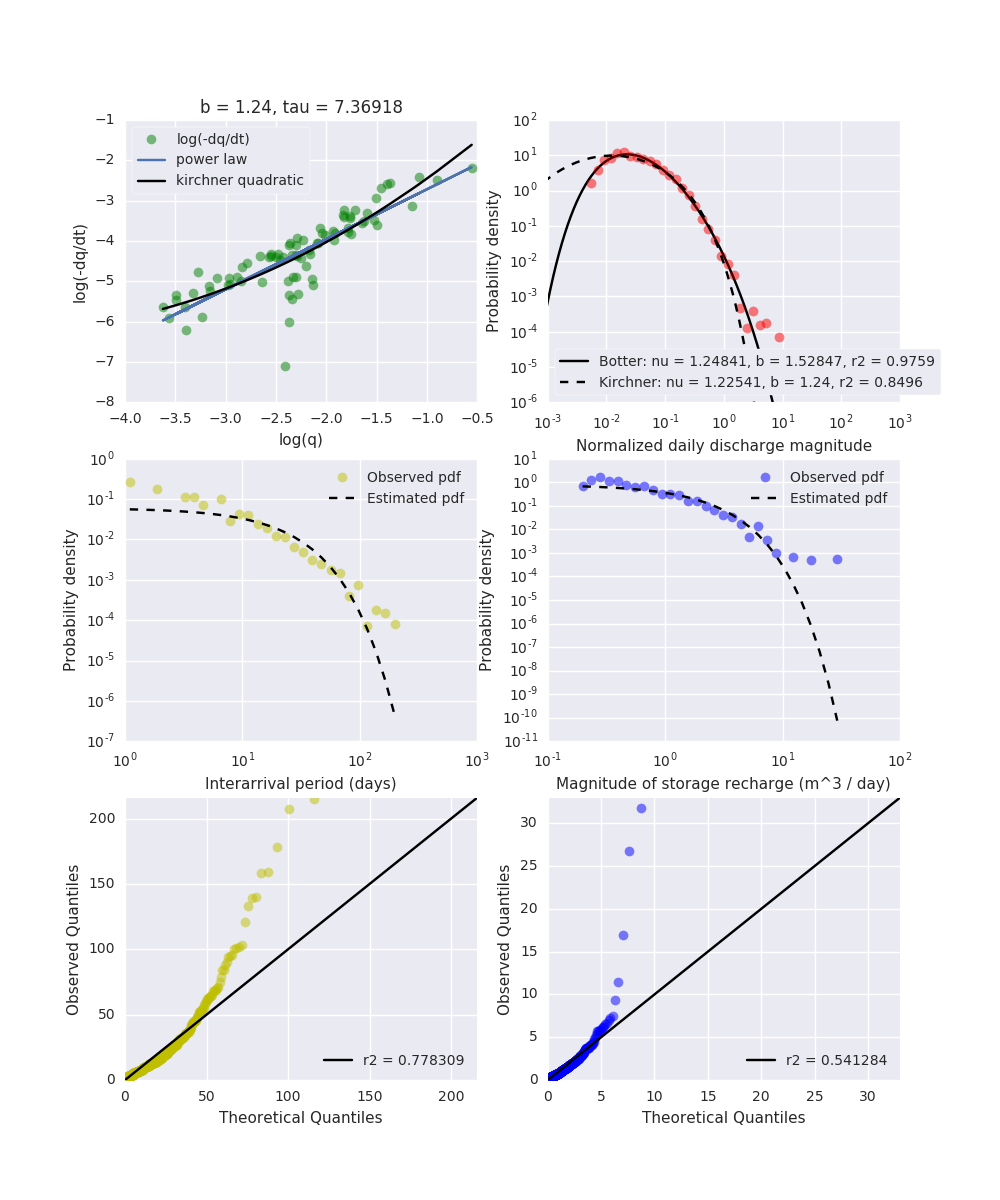 b = 1.24, tau = 7.36918
log(-dq/dt)
power law
kirchner quadratic
−1
−2
−3
−4
−5
−6
−7
−8
log(-dq/dt)
−4.0 −3.5 −3.0 −2.5 −2.0 −1.5 −1.0 −0.5
log(q)
10^2
10^1
10^0
10^-1
10^-2
10^-3
10^-4
10^-5
10^-6
Probability density
Botter: nu = 1.24841, b = 1.52847, r2 = 0.9759
Kirchner: nu = 1.22541, b = 1.24, r2 = 0.8496
10^-3 10^-2 10^-1 10^0 10^1 10^2 10^3
Normalized daily discharge magnitude
10^0
10^-1
10^-2
10^-3
10^-4
10^-5
10^-6
10^-7
Probability density
Observed pdf
Estimated pdf
10^0 10^1 10^2 10^3
Interarrival period (days)
10^1
10^0
10^-1
10^-2
10^-3
10^-4
10^-5
10^-6
10^-7
10^-8
10^-9
10^-10
10^-11
Probability density
Observed pdf
Estimated pdf
10^-1 10^0 10^1 10^2
Magnitude of storage recharge (m^3 / day)
200
150
100
50
0
Observed Quantiles
r2 = 0.778309
0 50 100 150 200
Theoretical Quantiles
30
25
20
15
10
5
0
Observed Quantiles
r2 = 0.541284
0 5 10 15 20 25 30
Theoretical Quantiles